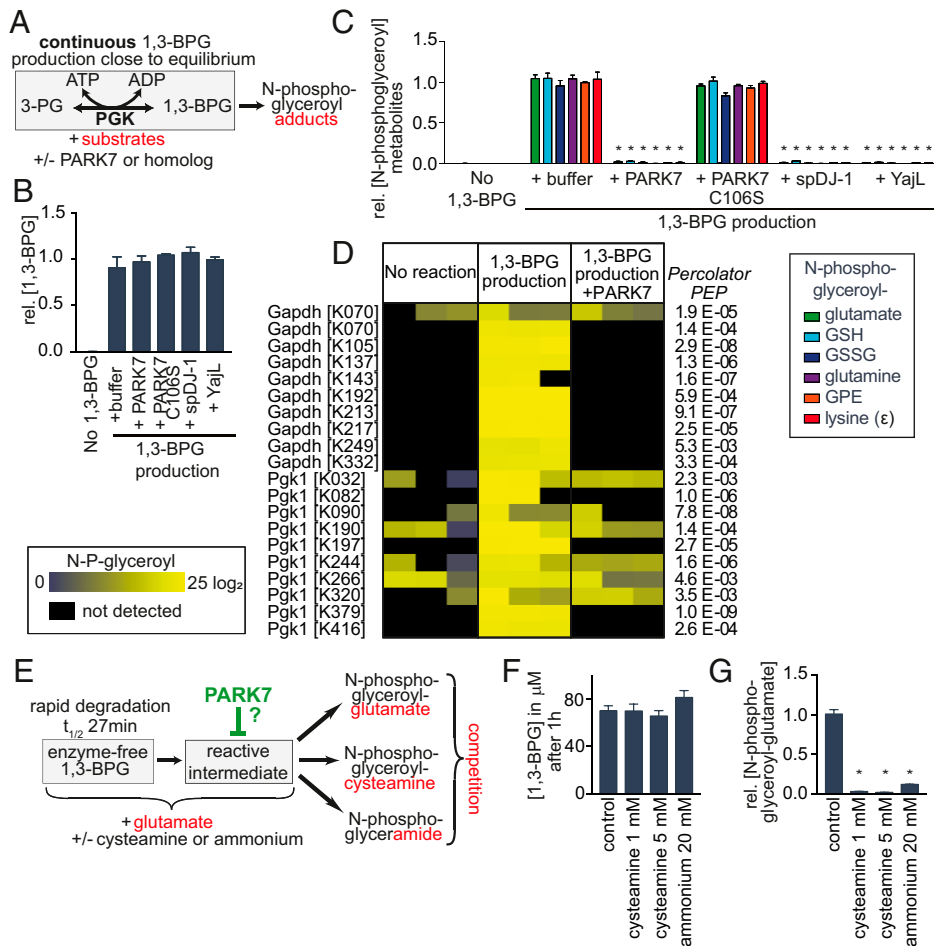 A
continuous 1,3-BPG
production close to equilibrium
ATP ADP
3-PG 1,3-BPG
PGK
N-phospho-
glyceroyl
adducts
+ substrates
+/- PARK7 or homolog
B
rel. [1,3-BPG]
1.5
1.0
0.5
0.0
No 1,3-BPG
+buffer
+ PARK7
+ PARK7
C106S
+ spDJ-1
+ YajL
1,3-BPG
production
C
rel. [N-phosphoglyceroyl]
metabolites
1.5
1.0
0.5
0.0
* * * * * *
* * * * * *
* * * * * *
No
1,3-BPG
+ buffer
+ PARK7
+ PARK7
C106S
+ spDJ-1
+ YajL
1,3-BPG production
N-phospho-
glyceroyl-
glutamate
GSH
GSSG
glutamine
GPE
lysine (ε)
D
No reaction
1,3-BPG
production
1,3-BPG
production
+PARK7
Percolator
PEP
Gapdh [K070] 1.9 E-05
Gapdh [K070] 1.4 E-04
Gapdh [K105] 2.9 E-08
Gapdh [K137] 1.3 E-06
Gapdh [K143] 1.6 E-07
Gapdh [K192] 5.9 E-04
Gapdh [K213] 9.1 E-07
Gapdh [K217] 2.5 E-05
Gapdh [K249] 5.3 E-03
Gapdh [K332] 3.3 E-04
Pgk1 [K032] 2.3 E-03
Pgk1 [K082] 1.0 E-06
Pgk1 [K090] 7.8 E-08
Pgk1 [K190] 1.4 E-04
Pgk1 [K197] 2.7 E-05
Pgk1 [K244] 1.6 E-06
Pgk1 [K266] 4.6 E-03
Pgk1 [K320] 3.5 E-03
Pgk1 [K379] 1.0 E-09
Pgk1 [K416] 2.6 E-04
N-P-glyceroyl
0 25 log2
not detected
E
rapid degradation
t1/2 27min
enzyme-free
1,3-BPG
PARK7
?
reactive
intermediate
N-phospho-
glyceroyl-
glutamate
N-phospho-
glyceroyl-
cysteamine
N-phospho-
glyceramide
competition
+ glutamate
+/- cysteamine or ammonium
F
[1,3-BPG] in µM
after 1h
80
40
0
control
cysteamine 1 mM
cysteamine 5 mM
ammonium 20 mM
G
rel. [N-phospho-
glyceroyl-glutamate]
1.5
1.0
0.5
0.0
* * *
control
cysteamine 1 mM
cysteamine 5 mM
ammonium 20 mM